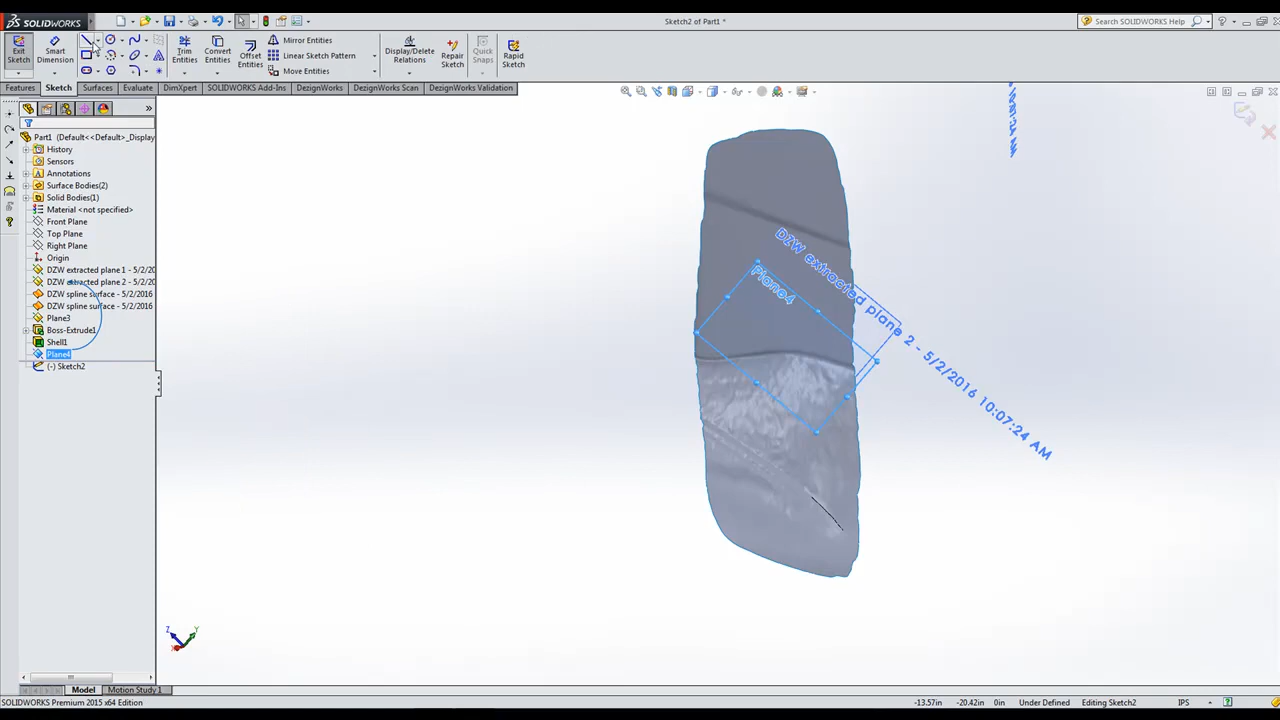 SOLIDWORKS
Sketch2 of Part1 *
Search SOLIDWORKS Help
Exit Sketch
Smart Dimension
Trim Entities
Convert Entities
Offset Entities
Mirror Entities
Linear Sketch Pattern
Move Entities
Display/Delete Relations
Repair Sketch
Quick Snaps
Rapid Sketch
Features
Sketch
Surfaces
Evaluate
DimXpert
SOLIDWORKS Add-Ins
DezignWorks
DezignWorks Scan
DezignWorks Validation
Part1 (Default<<Default>_Display
History
Sensors
Annotations
Surface Bodies(2)
Solid Bodies(1)
Material <not specified>
Front Plane
Top Plane
Right Plane
Origin
DZW extracted plane 1 - 5/2/20
DZW extracted plane 2 - 5/2/20
DZW spline surface - 5/2/2016
DZW spline surface - 5/2/2016
Plane3
Boss-Extrude1
Shell1
Plane4
(-) Sketch2
Plane4
DZW extracted plane 2 - 5/2/2016 10:07:24 AM
Z
Y
X
Model
Motion Study 1
SOLIDWORKS Premium 2015 x64 Edition
-13.57in
-20.42in
0in
Under Defined
Editing Sketch2
IPS